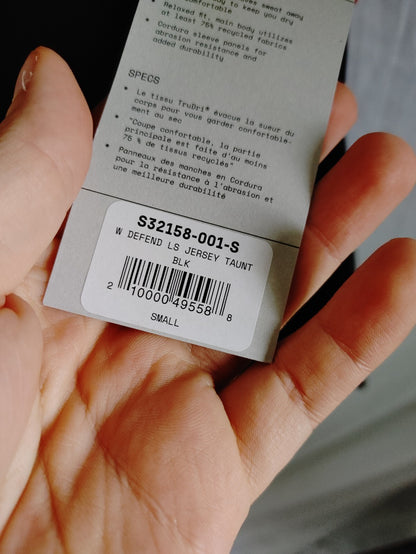 sweat away
to keep you dry
comfortable
• Relaxed fit, main body utilizes
at least 75% recycled fabrics
• Cordura sleeve panels for
abrasion resistance and
added durability
SPECS
• Le tissu TruDri® évacue la sueur du
corps pour vous garder confortable-
ment au sec
• "Coupe confortable, la partie
principale est faite d'au moins
75 % de tissus recyclés"
• Panneaux des manches en Cordura
pour la résistance à l'abrasion et
une meilleure durabilité
S32158-001-S
W DEFEND LS JERSEY TAUNT
BLK
2 10000 49558 8
SMALL